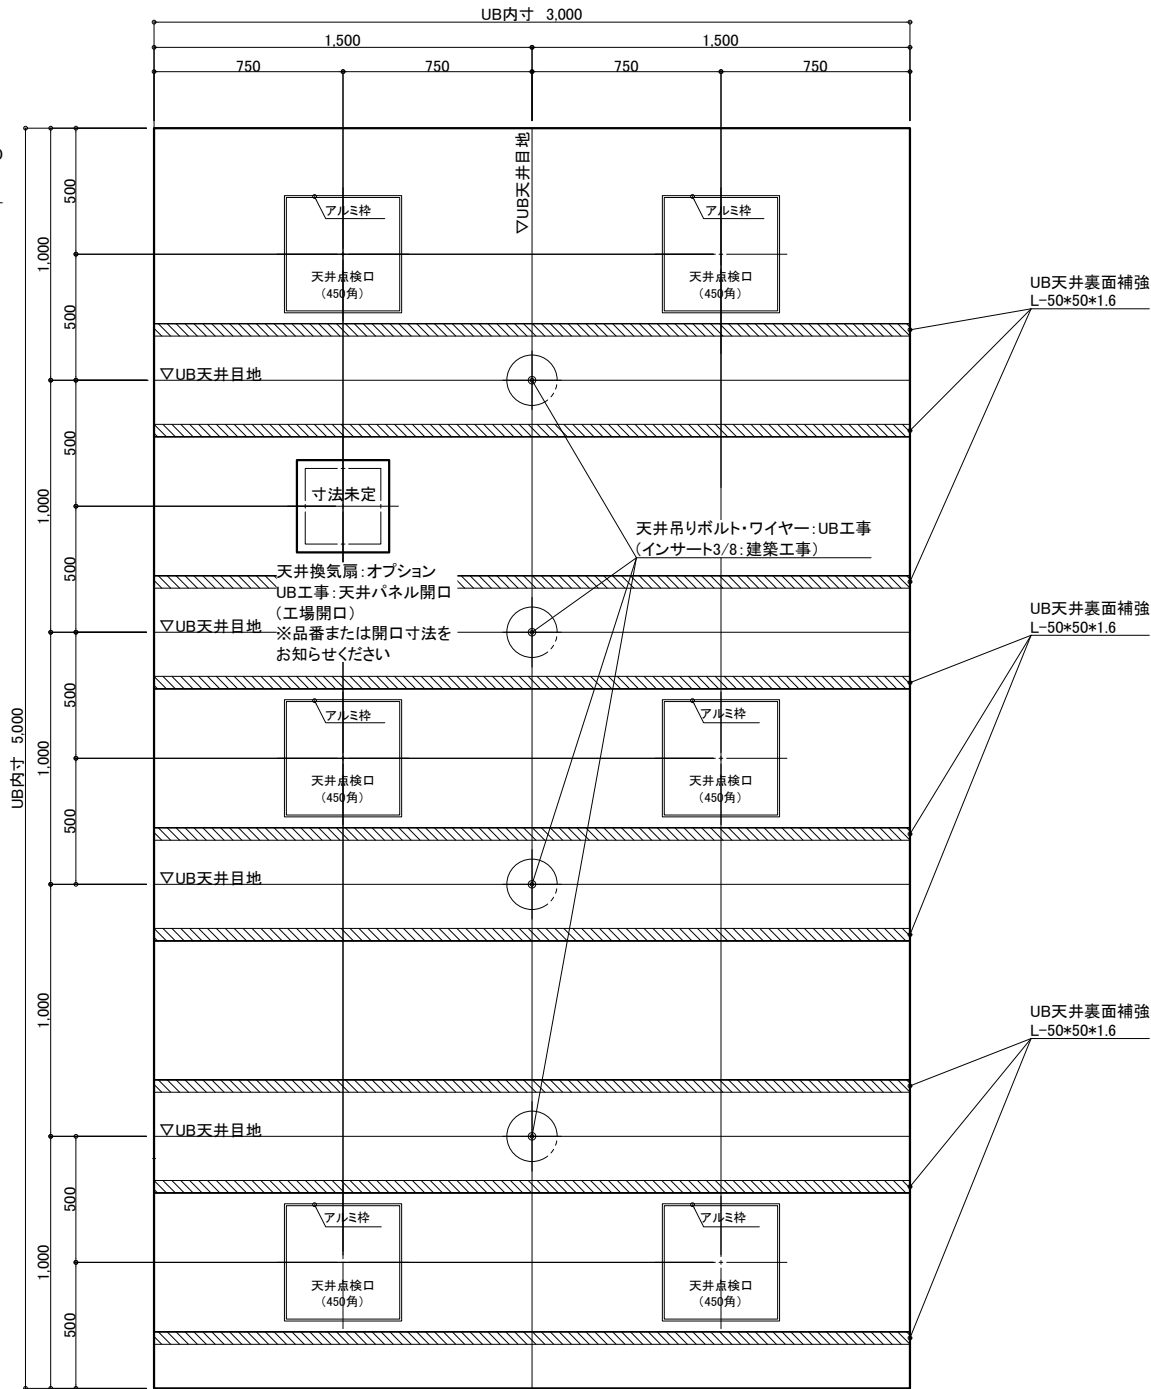 UB内寸 3,000
1,500
1,500
750
750
750
750
▽UB天井目地
500
1,000
500
アルミ枠
天井点検口
(450角)
アルミ枠
天井点検口
(450角)
UB天井裏面補強
L-50*50*1.6
▽UB天井目地
500
1,000
500
寸法未定
天井換気扇:オプション
UB工事:天井パネル開口
(工場開口)
※品番または開口寸法を
お知らせください
天井吊りボルト・ワイヤー:UB工事
(インサート3/8:建築工事)
UB天井裏面補強
L-50*50*1.6
▽UB天井目地
UB内寸 5,000
500
1,000
500
アルミ枠
天井点検口
(450角)
アルミ枠
天井点検口
(450角)
▽UB天井目地
1,000
UB天井裏面補強
L-50*50*1.6
▽UB天井目地
500
1,000
500
アルミ枠
天井点検口
(450角)
アルミ枠
天井点検口
(450角)